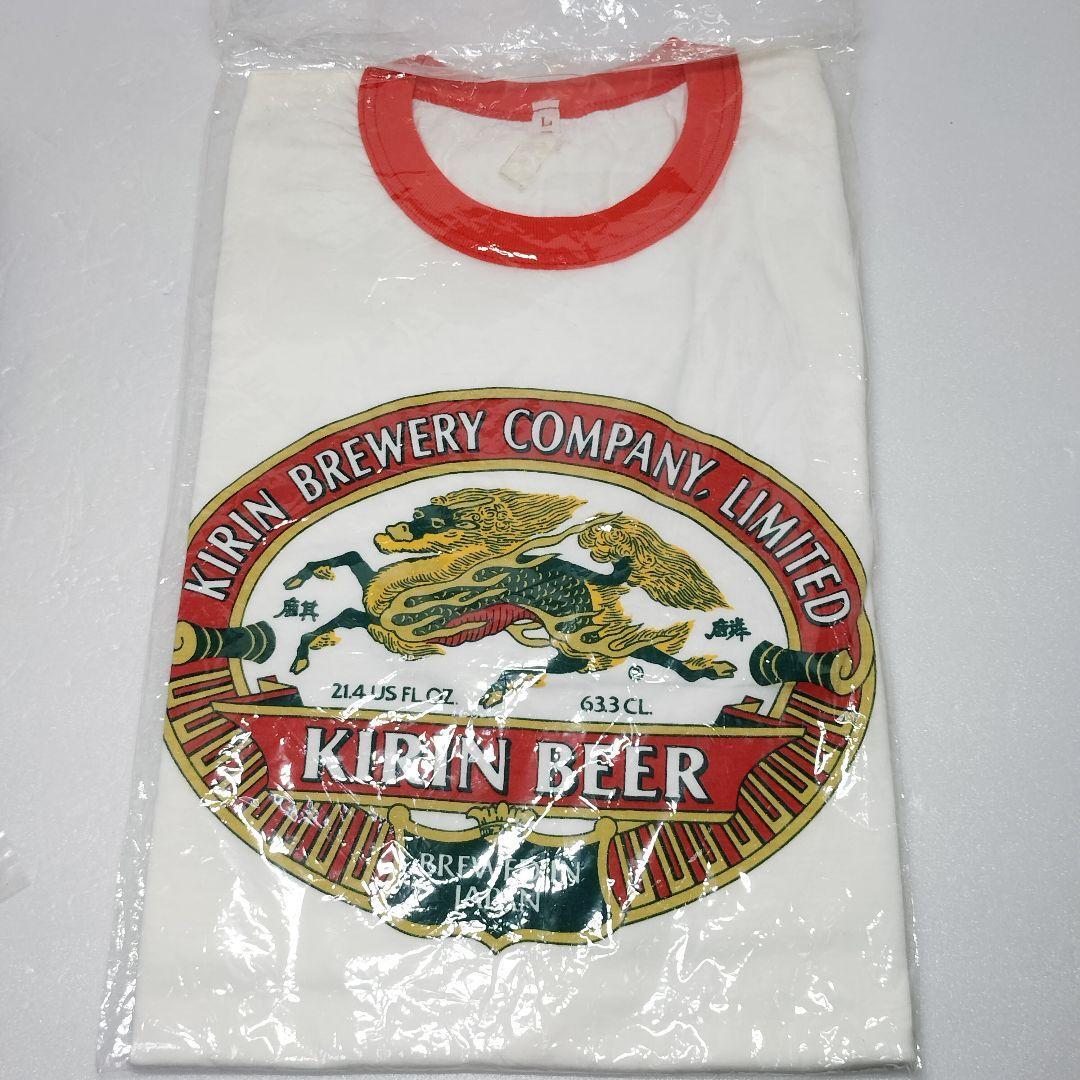 L
KIRIN BREWERY COMPANY, LIMITED
麒
麟
21.4 US FL OZ.
63.3 CL.
KIRIN BEER
BREWED IN
JAPAN